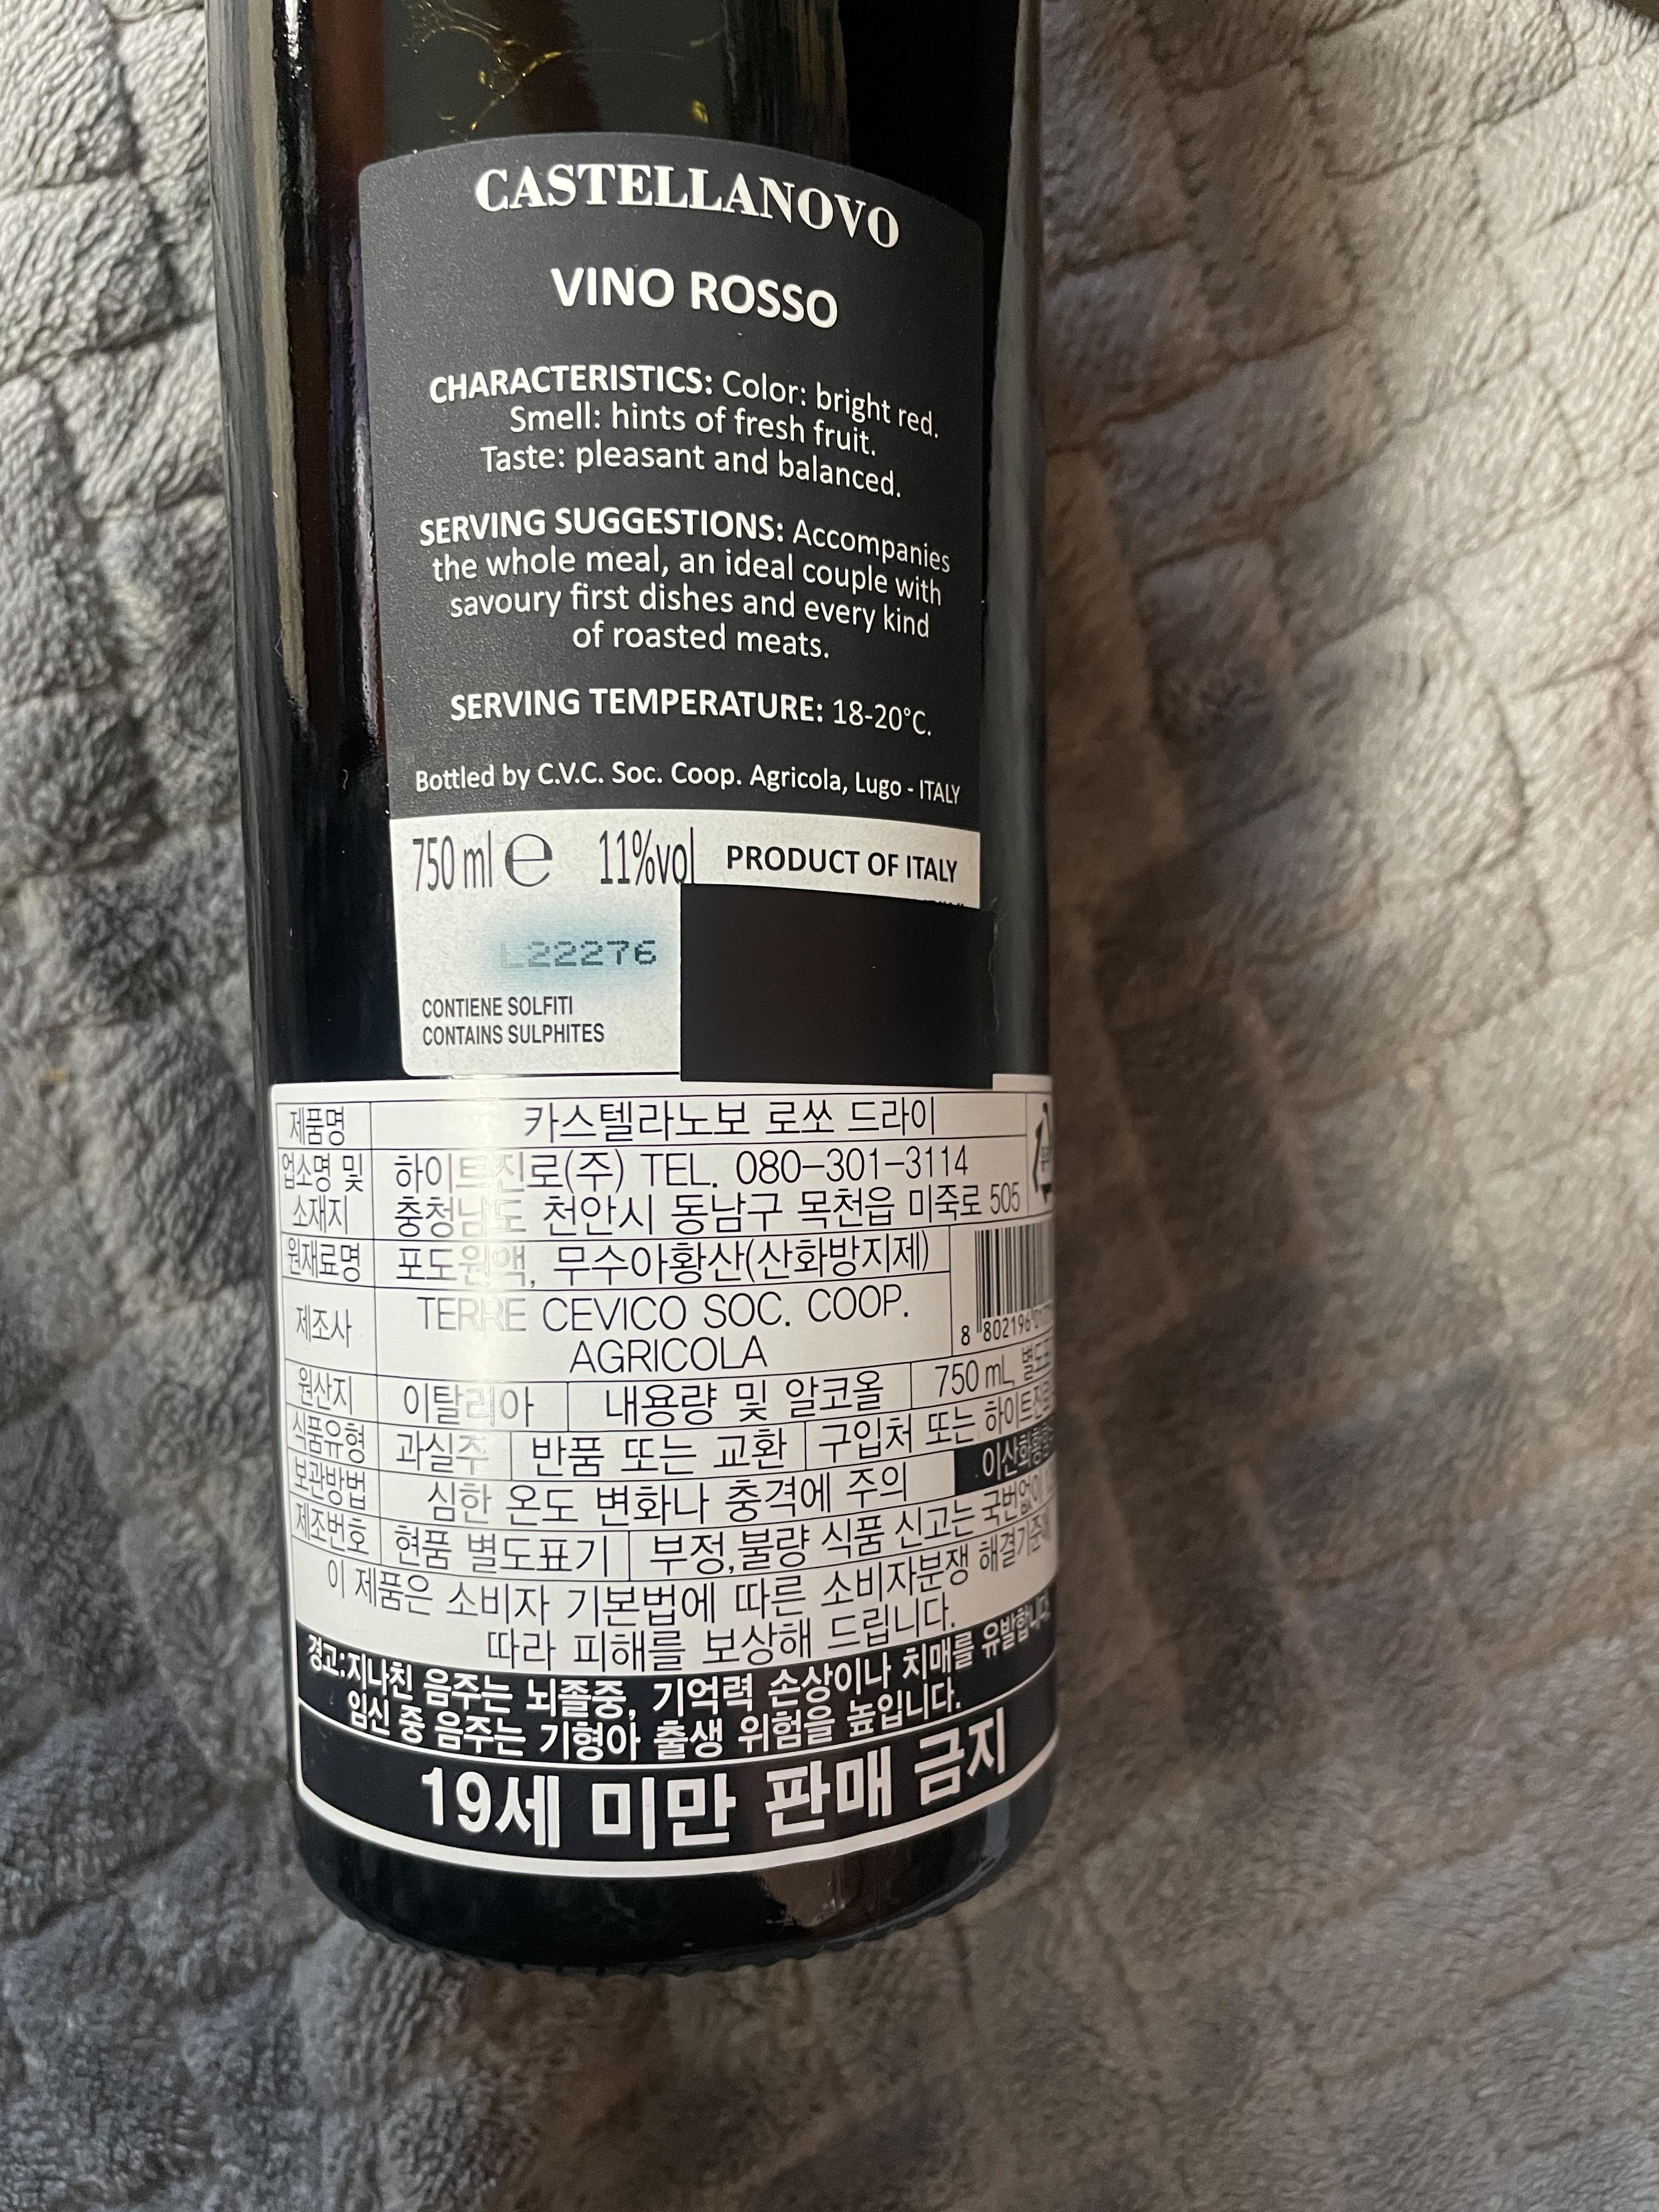 CASTELLANOVO
VINO ROSSO
CHARACTERISTICS: Color: bright red.
Smell: hints of fresh fruit.
Taste: pleasant and balanced.
SERVING SUGGESTIONS: Accompanies
the whole meal, an ideal couple with
savoury first dishes and every kind
of roasted meats.
SERVING TEMPERATURE: 18-20°C.
Bottled by C.V.C. Soc. Coop. Agricola, Lugo - ITALY
750 ml e 11%vol PRODUCT OF ITALY
L22276
CONTIENE SOLFITI
CONTAINS SULPHITES
제품명 카스텔라노보 로쏘 드라이
업소명 및 소재지 하이트진로(주) TEL. 080-301-3114
충청남도 천안시 동남구 목천읍 미죽로 505
원재료명 포도원액, 무수아황산(산화방지제)
제조사 TERRE CEVICO SOC. COOP.
AGRICOLA
8 802196
원산지 이탈리아 내용량 및 알코올 750 mL, 별도
식품유형 과실주 반품 또는 교환 구입처 또는 하이트진로
보관방법 심한 온도 변화나 충격에 주의 이산화황
제조번호 현품 별도표기 부정,불량 식품 신고는 국번없이
이 제품은 소비자 기본법에 따른 소비자분쟁 해결기준에
따라 피해를 보상해 드립니다.
경고:지나친 음주는 뇌졸중, 기억력 손상이나 치매를 유발합니다.
임신 중 음주는 기형아 출생 위험을 높입니다.
19세 미만 판매 금지